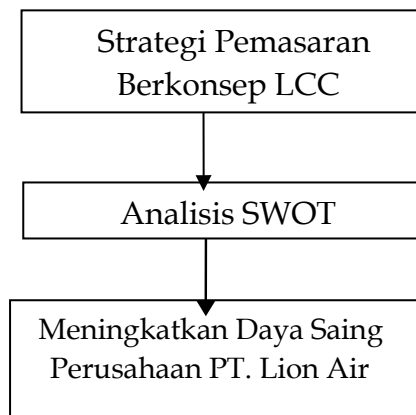 Strategi Pemasaran
Berkonsep LCC
Analisis SWOT
Meningkatkan Daya Saing
Perusahaan PT. Lion Air